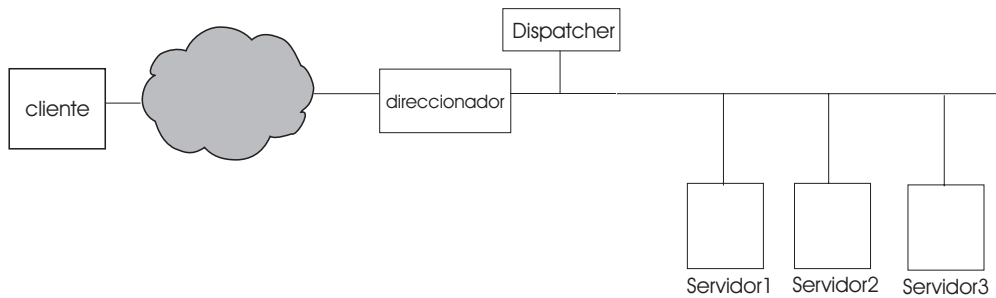 Dispatcher
cliente
direccionador
Servidor1
Servidor2
Servidor3